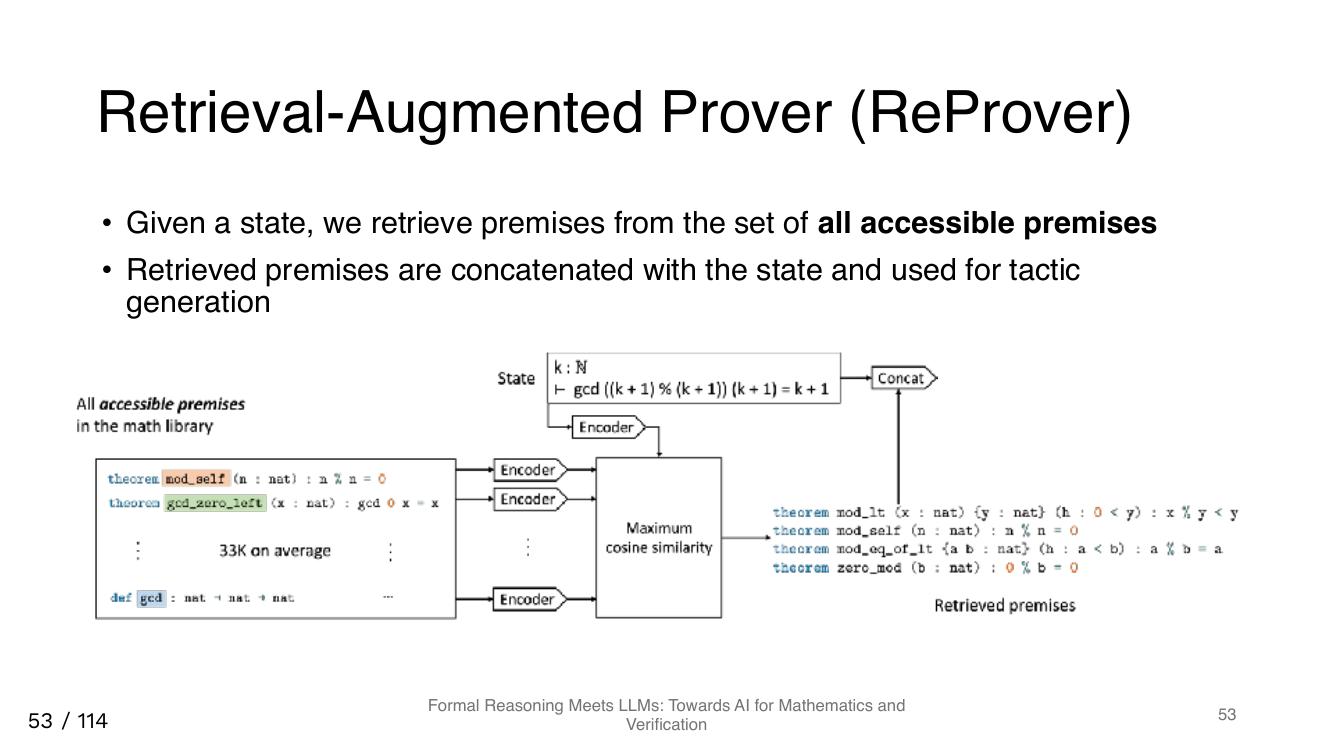 Retrieval-Augmented Prover (ReProver)
• Given a state, we retrieve premises from the set of all accessible premises
• Retrieved premises are concatenated with the state and used for tactic
generation
State
k : ℕ
⊢ gcd ((k + 1) % (k + 1)) (k + 1) = k + 1
Concat
All accessible premises
in the math library
Encoder
theorem mod_self (n : nat) : n % n = 0
theorem gcd_zero_left (x : nat) : gcd 0 x = x
⋮ 33K on average ⋮
def gcd : nat → nat → nat ...
Encoder
Encoder
⋮
Encoder
Maximum
cosine similarity
theorem mod_lt (x : nat) {y : nat} (h : 0 < y) : x % y < y
theorem mod_self (n : nat) : n % n = 0
theorem mod_eq_of_lt {a b : nat} (h : a < b) : a % b = a
theorem zero_mod (b : nat) : 0 % b = 0
Retrieved premises
Formal Reasoning Meets LLMs: Towards AI for Mathematics and
Verification
53
53 / 114